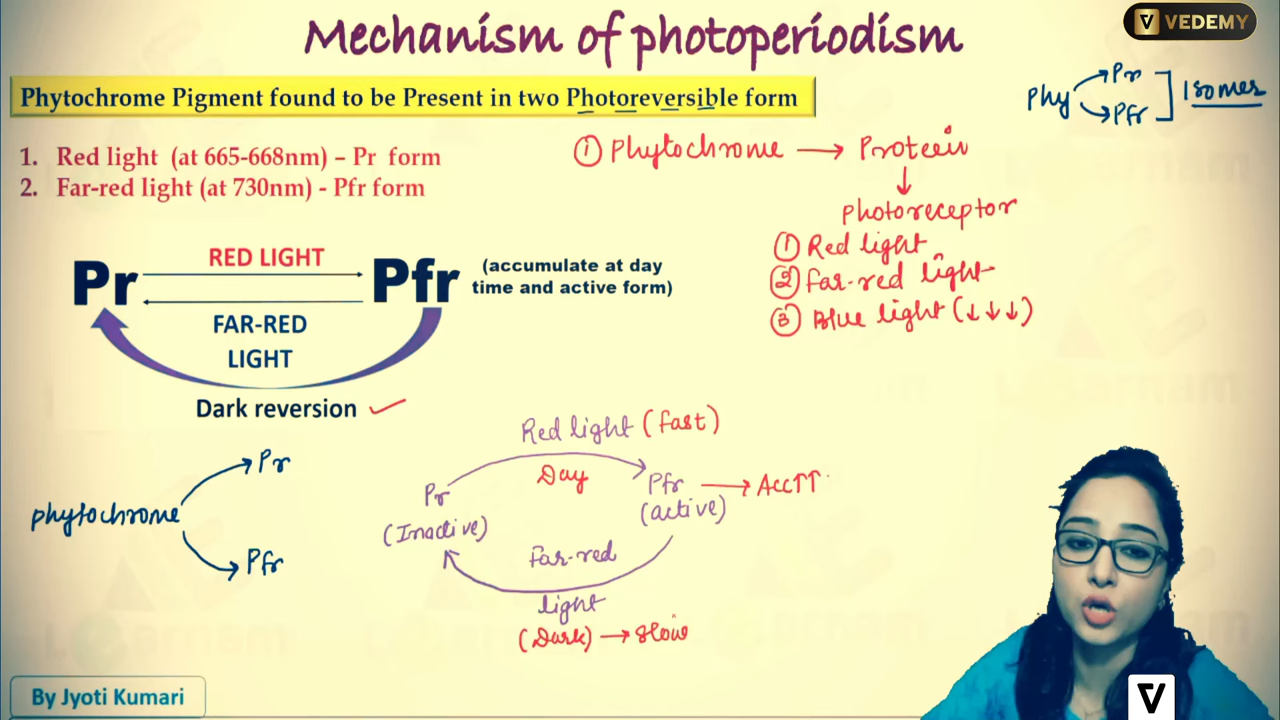 Mechanism of photoperiodism
VEDEMY
Phytochrome Pigment found to be Present in two Photoreversible form
Phy Pr Pfr Isomer
1. Red light (at 665-668nm) – Pr form
2. Far-red light (at 730nm) - Pfr form
① Phytochrome → Protein
↓
Photoreceptor
① Red light
② Far-red light
③ Blue light (↓↓↓)
RED LIGHT
Pr Pfr (accumulate at day
time and active form)
FAR-RED
LIGHT
Dark reversion
phytochrome
Pr
Pfr
Red light (fast)
Day
Pr
(Inactive)
Pfr → Acc↑↑
(active)
Far-red
light
(Dark) → slow
By Jyoti Kumari